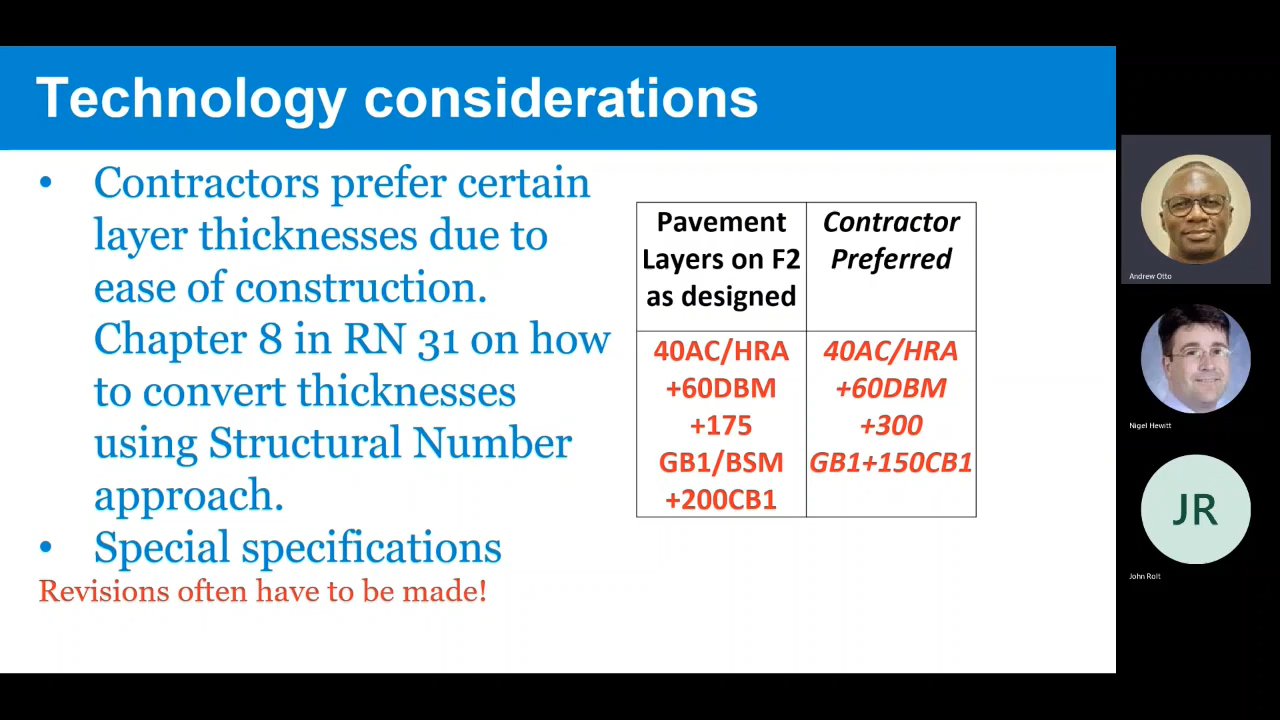 Technology considerations
• Contractors prefer certain
layer thicknesses due to
ease of construction.
Chapter 8 in RN 31 on how
to convert thicknesses
using Structural Number
approach.
• Special specifications
Revisions often have to be made!
Pavement
Layers on F2
as designed
Contractor
Preferred
40AC/HRA
+60DBM
+175
GB1/BSM
+200CB1
40AC/HRA
+60DBM
+300
GB1+150CB1
Andrew Otto
Nigel Hewitt
JR
John Rolt